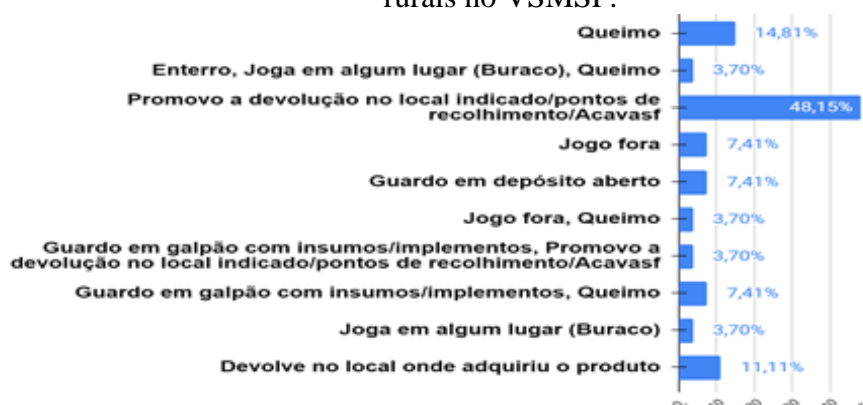 rurais no VSMSF.
Queimo
14,81%
Enterro, Joga em algum lugar (Buraco), Queimo
3,70%
Promovo a devolução no local indicado/pontos de
recolhimento/Acavasf
48,15%
Jogo fora
7,41%
Guardo em depósito aberto
7,41%
Jogo fora, Queimo
3,70%
Guardo em galpão com insumos/implementos, Promovo a
devolução no local indicado/pontos de recolhimento/Acavasf
3,70%
Guardo em galpão com insumos/implementos, Queimo
7,41%
Joga em algum lugar (Buraco)
3,70%
Devolve no local onde adquiriu o produto
11,11%